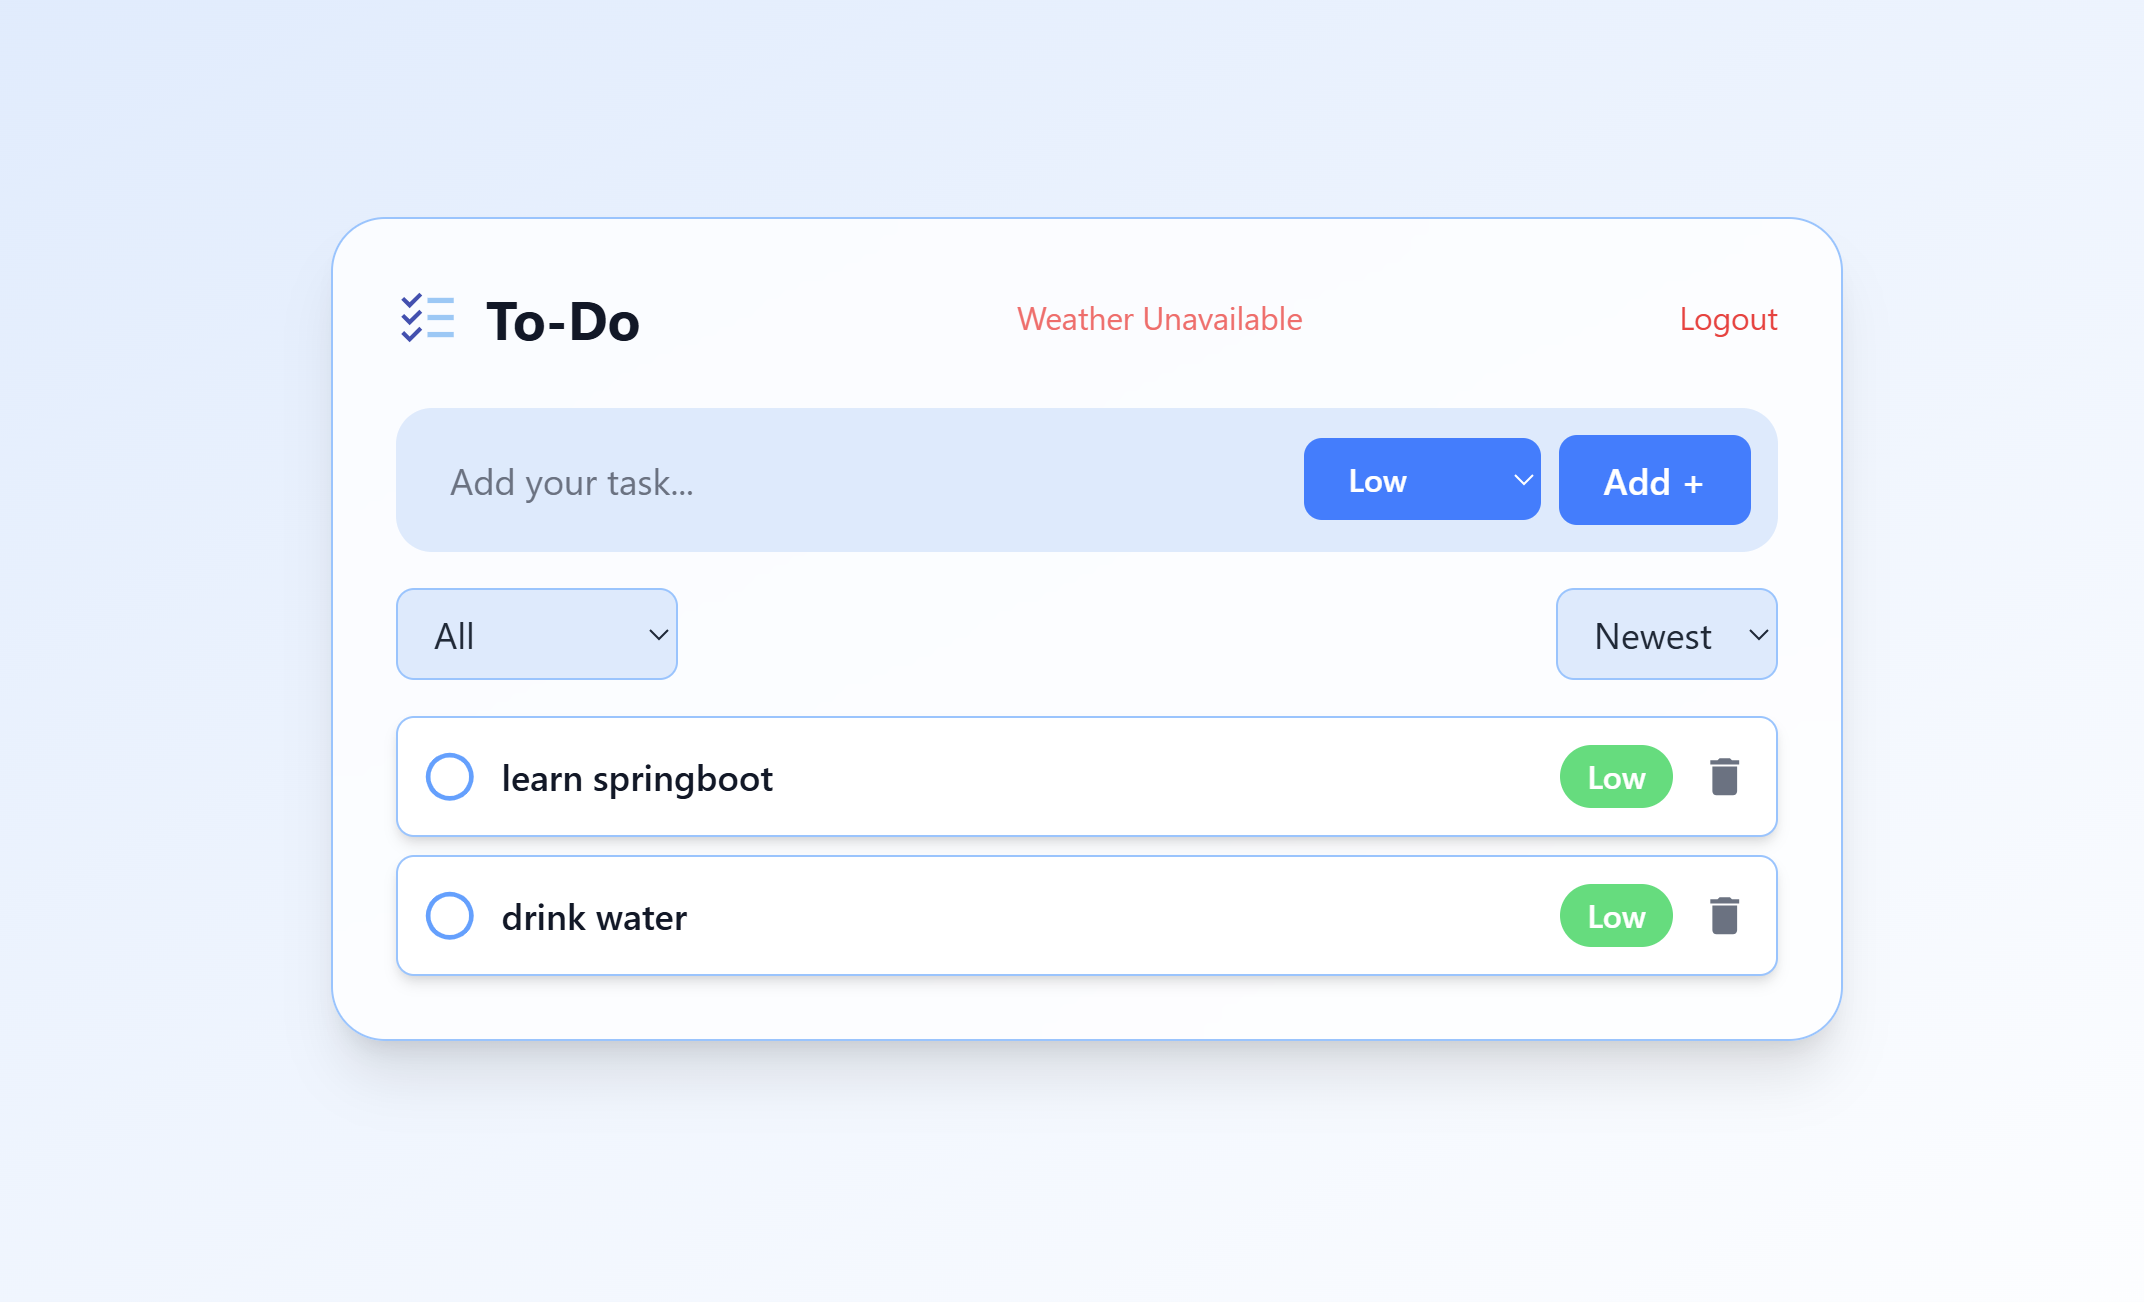 To-Do
Weather Unavailable
Logout
Add your task...
Low
Add +
All
Newest
learn springboot
Low
drink water
Low